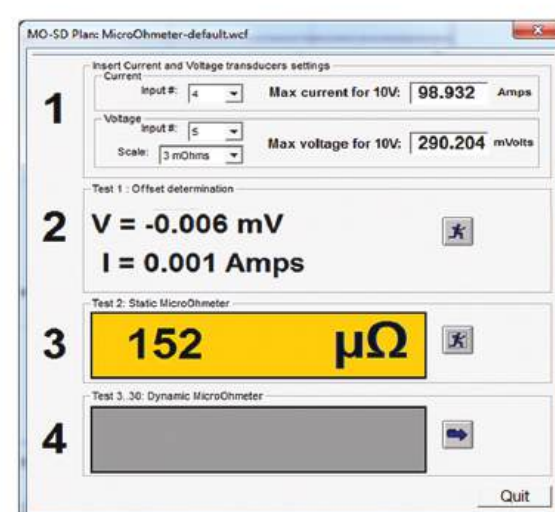 MO-SD Plan: MicroOhmeter-default.wcf
Insert Current and Voltage transducers settings
1
Current
Input #: 4 Max current for 10V: 98.932 Amps
Voltage
Input #: 5
Scale: 3 mOhms Max voltage for 10V: 290.204 mVolts
Test 1 : Offset determination
2
V = -0.006 mV
I = 0.001 Amps
Test 2: Static MicroOhmeter
3 152 µΩ
Test 3..30: Dynamic MicroOhmeter
4
Quit